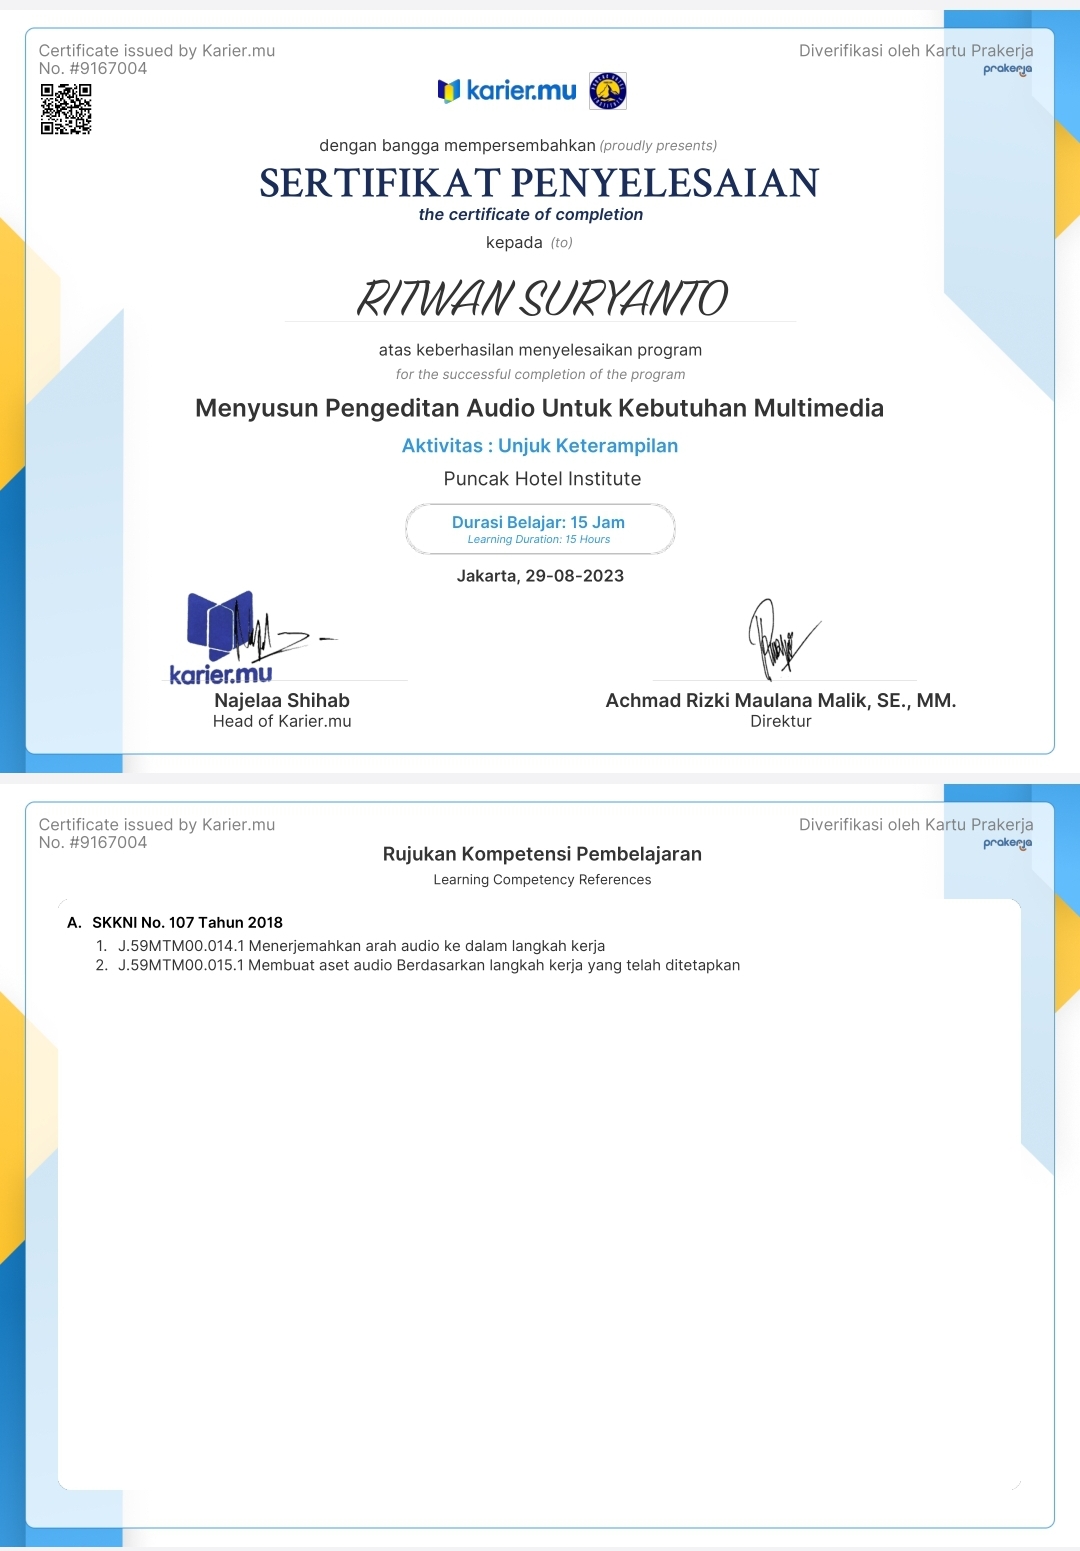 Certificate issued by Karier.mu
No. #9167004
Diverifikasi oleh Kartu Prakerja
prakerja
karier.mu
dengan bangga mempersembahkan (proudly presents)
SERTIFIKAT PENYELESAIAN
the certificate of completion
kepada (to)
RITWAN SURYANTO
atas keberhasilan menyelesaikan program
for the successful completion of the program
Menyusun Pengeditan Audio Untuk Kebutuhan Multimedia
Aktivitas : Unjuk Keterampilan
Puncak Hotel Institute
Durasi Belajar: 15 Jam
Learning Duration: 15 Hours
Jakarta, 29-08-2023
karier.mu
Najelaa Shihab
Head of Karier.mu
Achmad Rizki Maulana Malik, SE., MM.
Direktur
Certificate issued by Karier.mu
No. #9167004
Diverifikasi oleh Kartu Prakerja
prakerja
Rujukan Kompetensi Pembelajaran
Learning Competency References
A. SKKNI No. 107 Tahun 2018
1. J.59MTM00.014.1 Menerjemahkan arah audio ke dalam langkah kerja
2. J.59MTM00.015.1 Membuat aset audio Berdasarkan langkah kerja yang telah ditetapkan